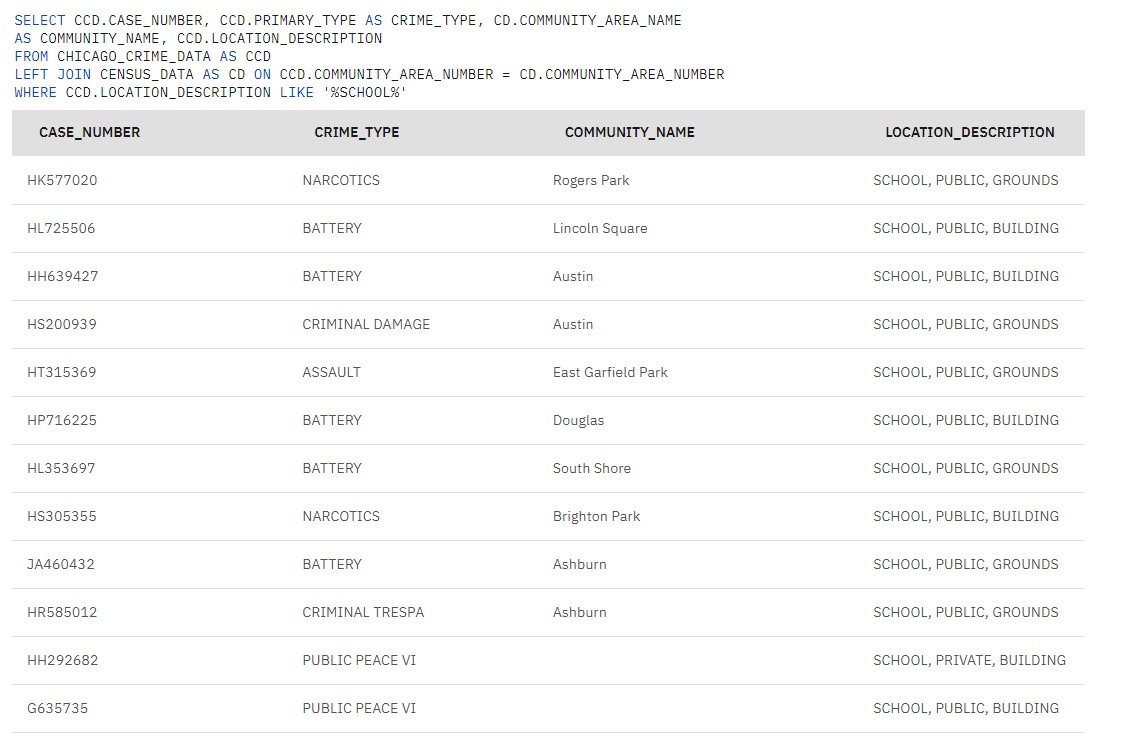 SELECT CCD.CASE_NUMBER, CCD.PRIMARY_TYPE AS CRIME_TYPE, CD.COMMUNITY_AREA_NAME
AS COMMUNITY_NAME, CCD.LOCATION_DESCRIPTION
FROM CHICAGO_CRIME_DATA AS CCD
LEFT JOIN CENSUS_DATA AS CD ON CCD.COMMUNITY_AREA_NUMBER = CD.COMMUNITY_AREA_NUMBER
WHERE CCD.LOCATION_DESCRIPTION LIKE '%SCHOOL%'
CASE_NUMBER CRIME_TYPE COMMUNITY_NAME LOCATION_DESCRIPTION
HK577020 NARCOTICS Rogers Park SCHOOL, PUBLIC, GROUNDS
HL725506 BATTERY Lincoln Square SCHOOL, PUBLIC, BUILDING
HH639427 BATTERY Austin SCHOOL, PUBLIC, BUILDING
HS200939 CRIMINAL DAMAGE Austin SCHOOL, PUBLIC, GROUNDS
HT315369 ASSAULT East Garfield Park SCHOOL, PUBLIC, GROUNDS
HP716225 BATTERY Douglas SCHOOL, PUBLIC, BUILDING
HL353697 BATTERY South Shore SCHOOL, PUBLIC, GROUNDS
HS305355 NARCOTICS Brighton Park SCHOOL, PUBLIC, BUILDING
JA460432 BATTERY Ashburn SCHOOL, PUBLIC, GROUNDS
HR585012 CRIMINAL TRESPA Ashburn SCHOOL, PUBLIC, GROUNDS
HH292682 PUBLIC PEACE VI SCHOOL, PRIVATE, BUILDING
G635735 PUBLIC PEACE VI SCHOOL, PUBLIC, BUILDING